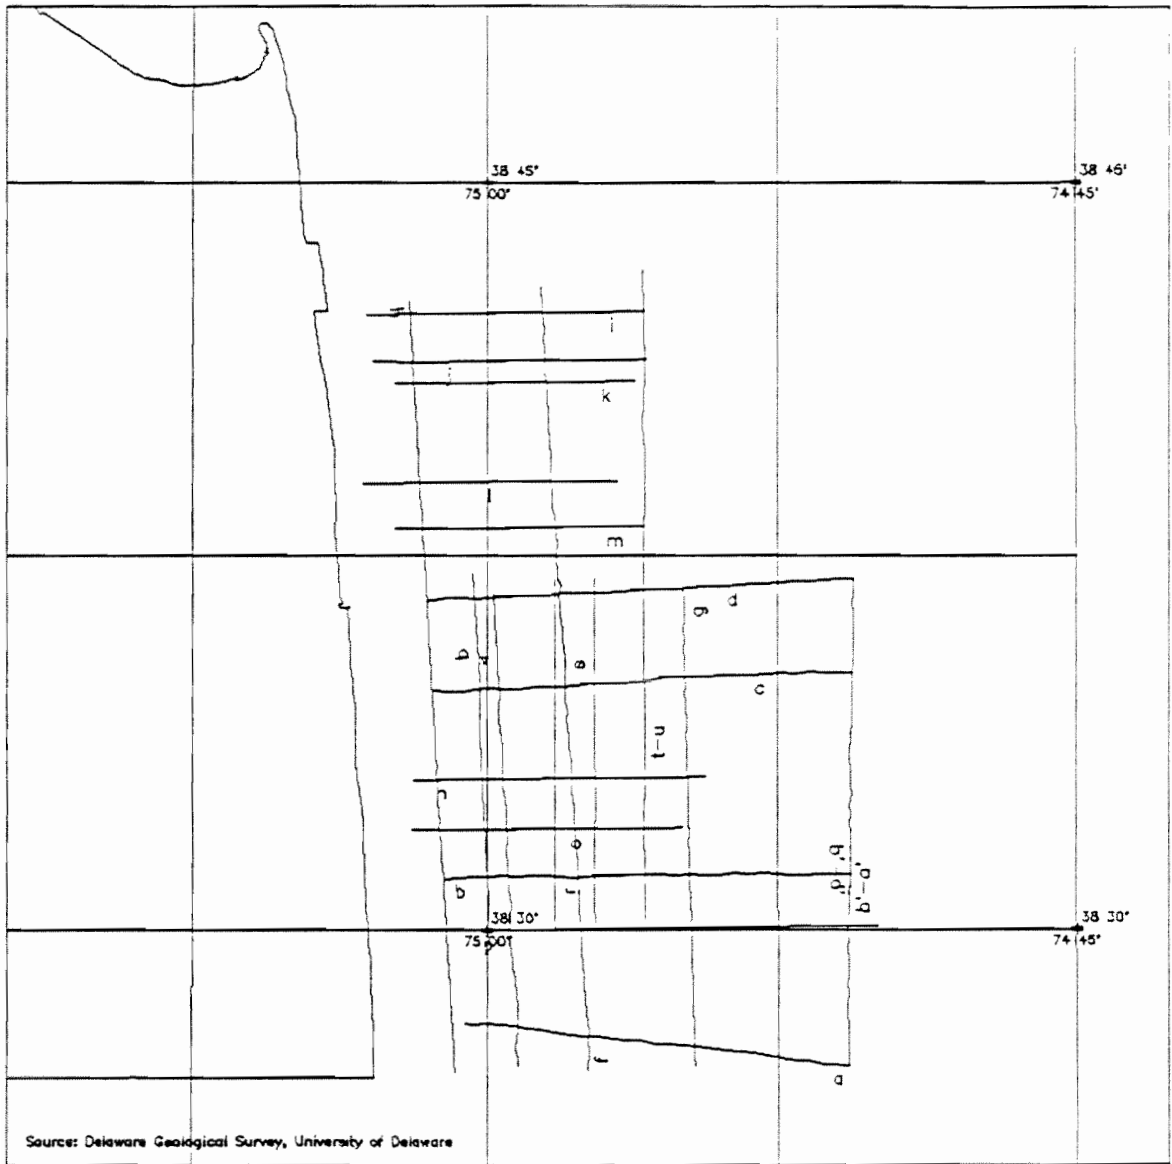 38 45'
75 00'
38 45'
74 45'
i
j
k
l
m
g
d
b
s
c
t-u
o
b
r
b'-a'
38 30'
75 00'
38 30'
74 45'
f
a
Source: Delaware Geological Survey, University of Delaware